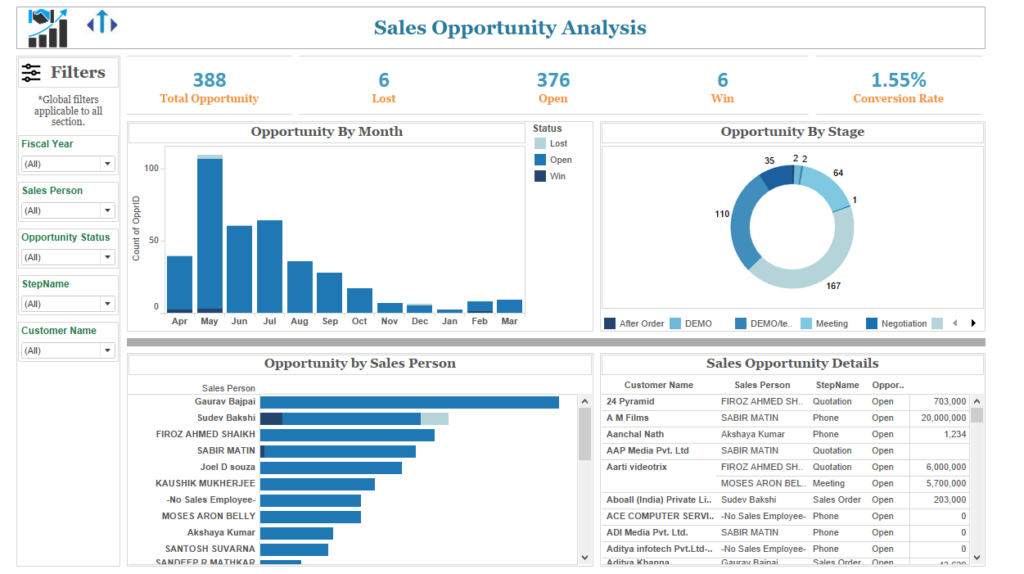 Sales Opportunity Analysis
Filters
*Global filters
applicable to all
section.
Fiscal Year
(All)
Sales Person
(All)
Opportunity Status
(All)
StepName
(All)
Customer Name
(All)
388
Total Opportunity
6
Lost
376
Open
6
Win
1.55%
Conversion Rate
Opportunity By Month
Status
Lost
Open
Win
Count of OpprID
100
50
0
Apr May Jun Jul Aug Sep Oct Nov Dec Jan Feb Mar
Opportunity By Stage
35 2 2
64
1
110
167
After Order DEMO DEMO/te.. Meeting Negotiation
Opportunity by Sales Person
Sales Person
Gaurav Bajpai
Sudev Bakshi
FIROZ AHMED SHAIKH
SABIR MATIN
Joel D souza
KAUSHIK MUKHERJEE
-No Sales Employee-
MOSES ARON BELLY
Akshaya Kumar
SANTOSH SUVARNA
SANDEEP R MATHKAR
Sales Opportunity Details
Customer Name Sales Person StepName Oppor..
24 Pyramid FIROZ AHMED SH.. Quotation Open 703,000
A M Films SABIR MATIN Phone Open 20,000,000
Aanchal Nath Akshaya Kumar Phone Open 1,234
AAP Media Pvt. Ltd SABIR MATIN Quotation Open
Aarti videotrix FIROZ AHMED SH.. Quotation Open 6,000,000
MOSES ARON BEL.. Meeting Open 5,700,000
Aboall (India) Private Li.. Sudev Bakshi Sales Order Open 203,000
ACE COMPUTER SERVI.. -No Sales Employee- Phone Open 0
ADI Media Pvt. Ltd. SABIR MATIN Phone Open 0
Aditya infotech Pvt.Ltd-.. -No Sales Employee- Phone Open 0
Aditya Khanna Gaurav Bajpai Sales Order Open